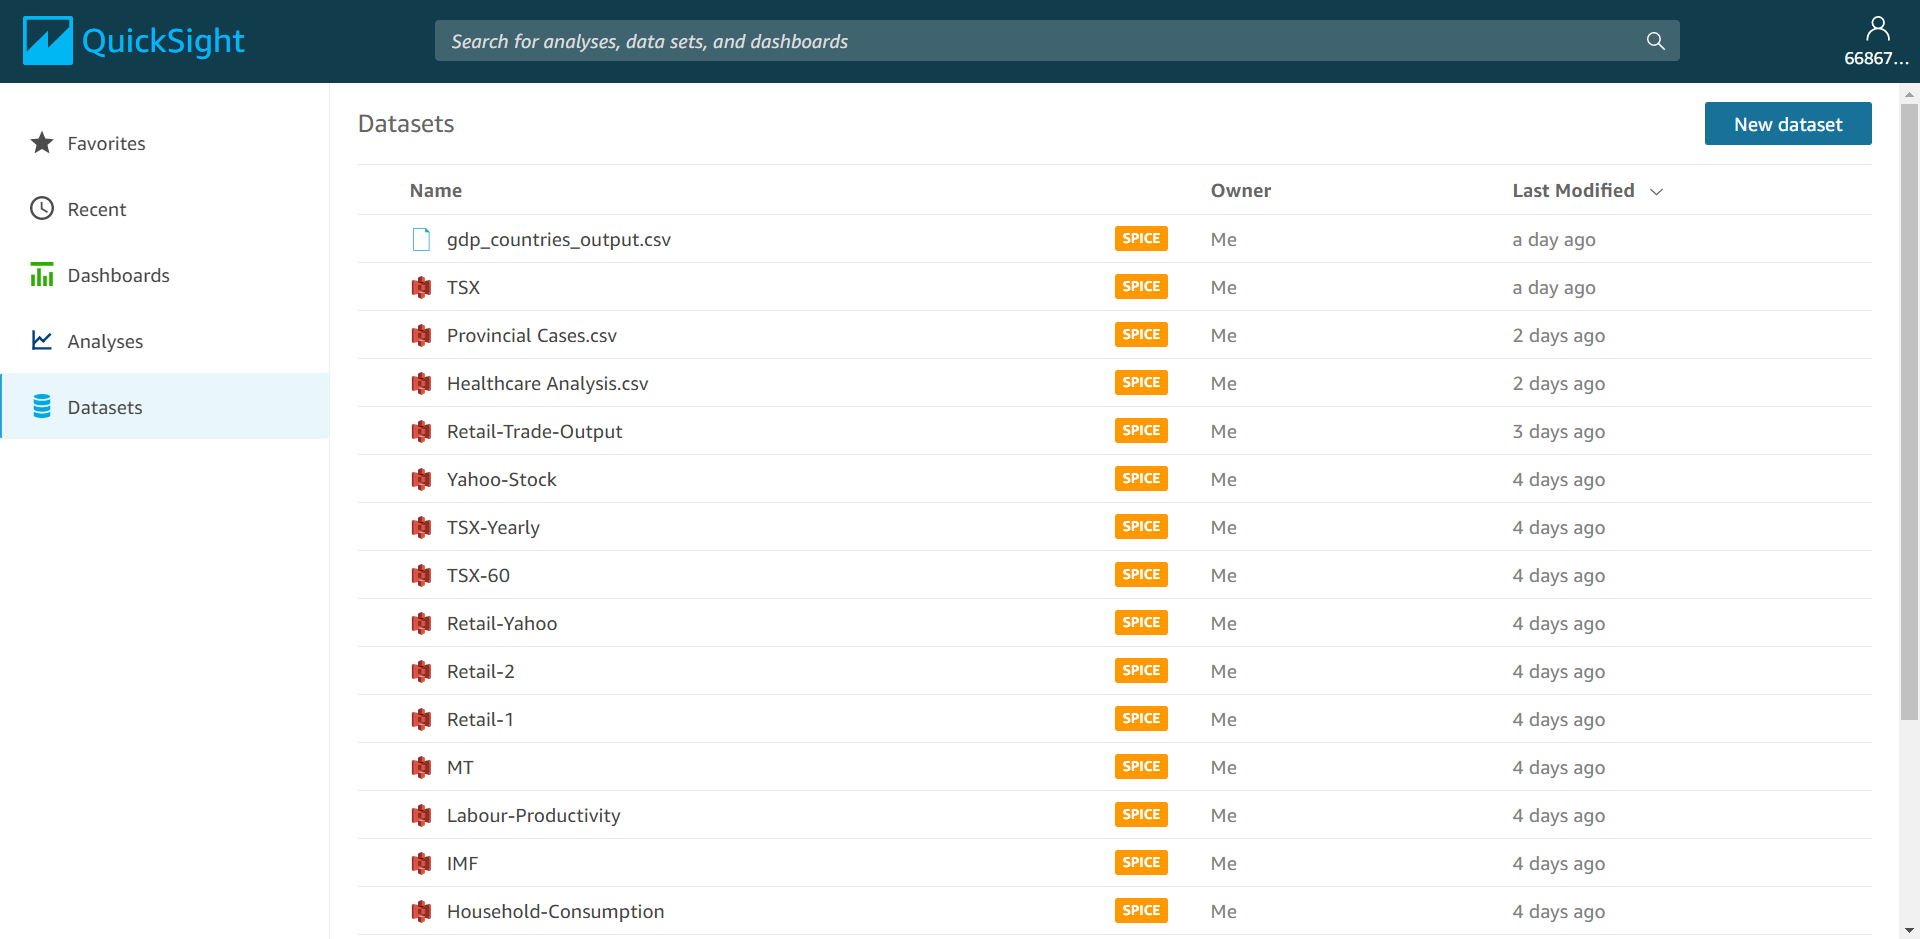 QuickSight
Search for analyses, data sets, and dashboards
66867...
Favorites
Recent
Dashboards
Analyses
Datasets
Datasets
New dataset
Name Owner Last Modified
gdp_countries_output.csv SPICE Me a day ago
TSX SPICE Me a day ago
Provincial Cases.csv SPICE Me 2 days ago
Healthcare Analysis.csv SPICE Me 2 days ago
Retail-Trade-Output SPICE Me 3 days ago
Yahoo-Stock SPICE Me 4 days ago
TSX-Yearly SPICE Me 4 days ago
TSX-60 SPICE Me 4 days ago
Retail-Yahoo SPICE Me 4 days ago
Retail-2 SPICE Me 4 days ago
Retail-1 SPICE Me 4 days ago
MT SPICE Me 4 days ago
Labour-Productivity SPICE Me 4 days ago
IMF SPICE Me 4 days ago
Household-Consumption SPICE Me 4 days ago